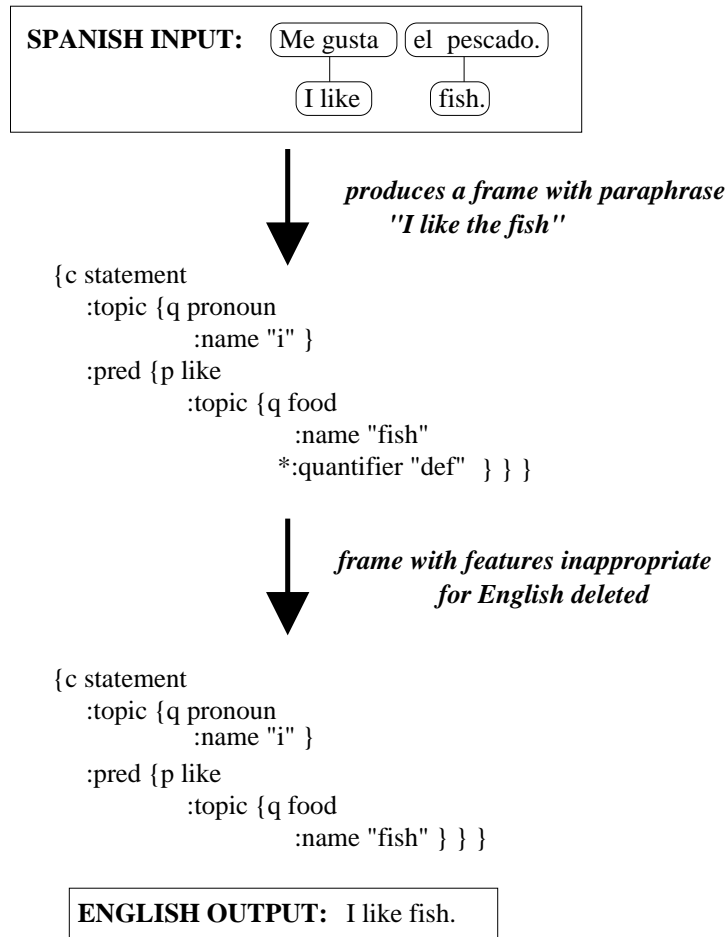 SPANISH INPUT: Me gusta el pescado.
I like fish.
produces a frame with paraphrase
"I like the fish"
{c statement
:topic {q pronoun
:name "i" }
:pred {p like
:topic {q food
:name "fish"
*:quantifier "def" } } }
frame with features inappropriate
for English deleted
{c statement
:topic {q pronoun
:name "i" }
:pred {p like
:topic {q food
:name "fish" } } }
ENGLISH OUTPUT: I like fish.